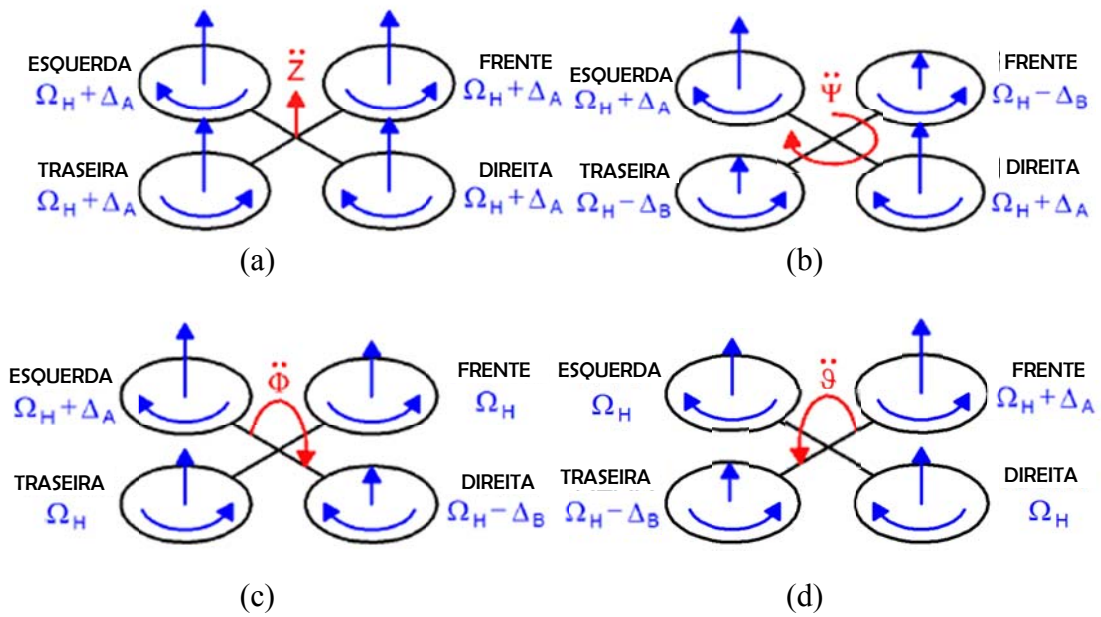 ESQUERDA
Ω_H + Δ_A
Z̈
FRENTE
Ω_H + Δ_A
TRASEIRA
Ω_H + Δ_A
DIREITA
Ω_H + Δ_A
(a)
ESQUERDA
Ω_H + Δ_A
Ψ̈
FRENTE
Ω_H − Δ_B
TRASEIRA
Ω_H − Δ_B
DIREITA
Ω_H + Δ_A
(b)
ESQUERDA
Ω_H + Δ_A
Φ̈
FRENTE
Ω_H
TRASEIRA
Ω_H
DIREITA
Ω_H − Δ_B
(c)
ESQUERDA
Ω_H
ϑ̈
FRENTE
Ω_H + Δ_A
TRASEIRA
Ω_H − Δ_B
DIREITA
Ω_H
(d)